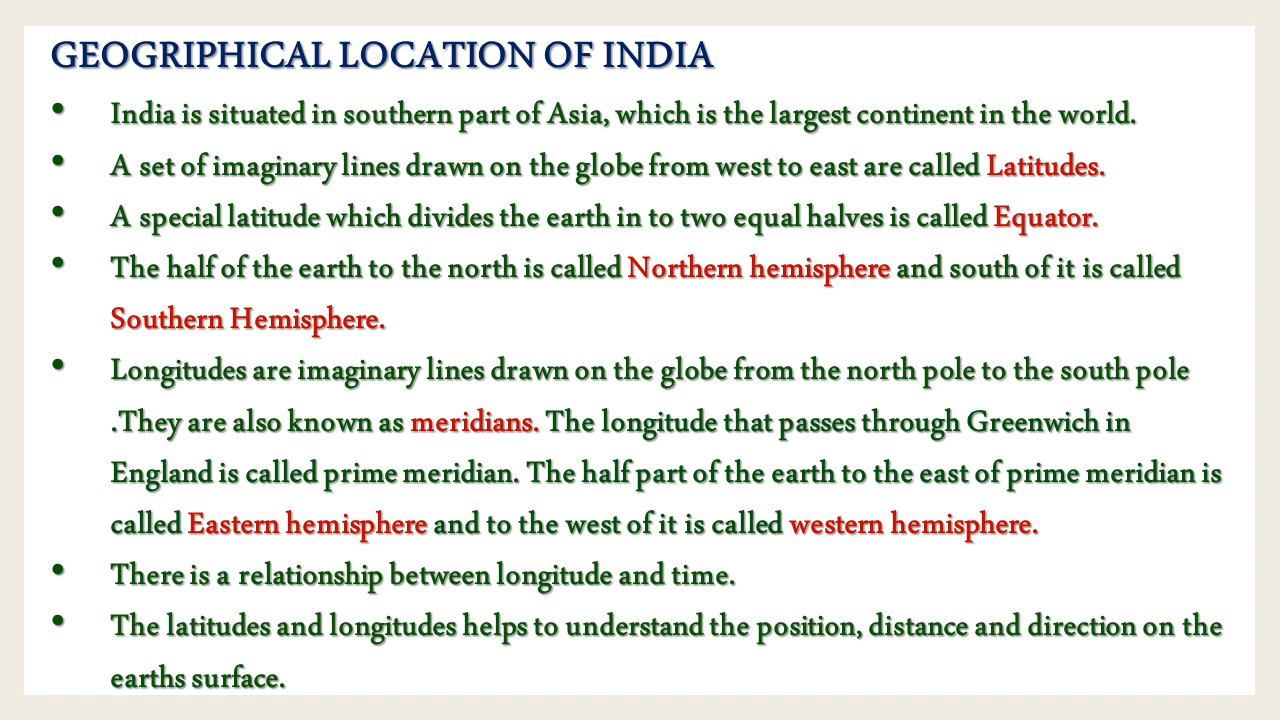 GEOGRIPHICAL LOCATION OF INDIA
• India is situated in southern part of Asia, which is the largest continent in the world.
• A set of imaginary lines drawn on the globe from west to east are called Latitudes.
• A special latitude which divides the earth in to two equal halves is called Equator.
• The half of the earth to the north is called Northern hemisphere and south of it is called
Southern Hemisphere.
• Longitudes are imaginary lines drawn on the globe from the north pole to the south pole
.They are also known as meridians. The longitude that passes through Greenwich in
England is called prime meridian. The half part of the earth to the east of prime meridian is
called Eastern hemisphere and to the west of it is called western hemisphere.
• There is a relationship between longitude and time.
• The latitudes and longitudes helps to understand the position, distance and direction on the
earths surface.